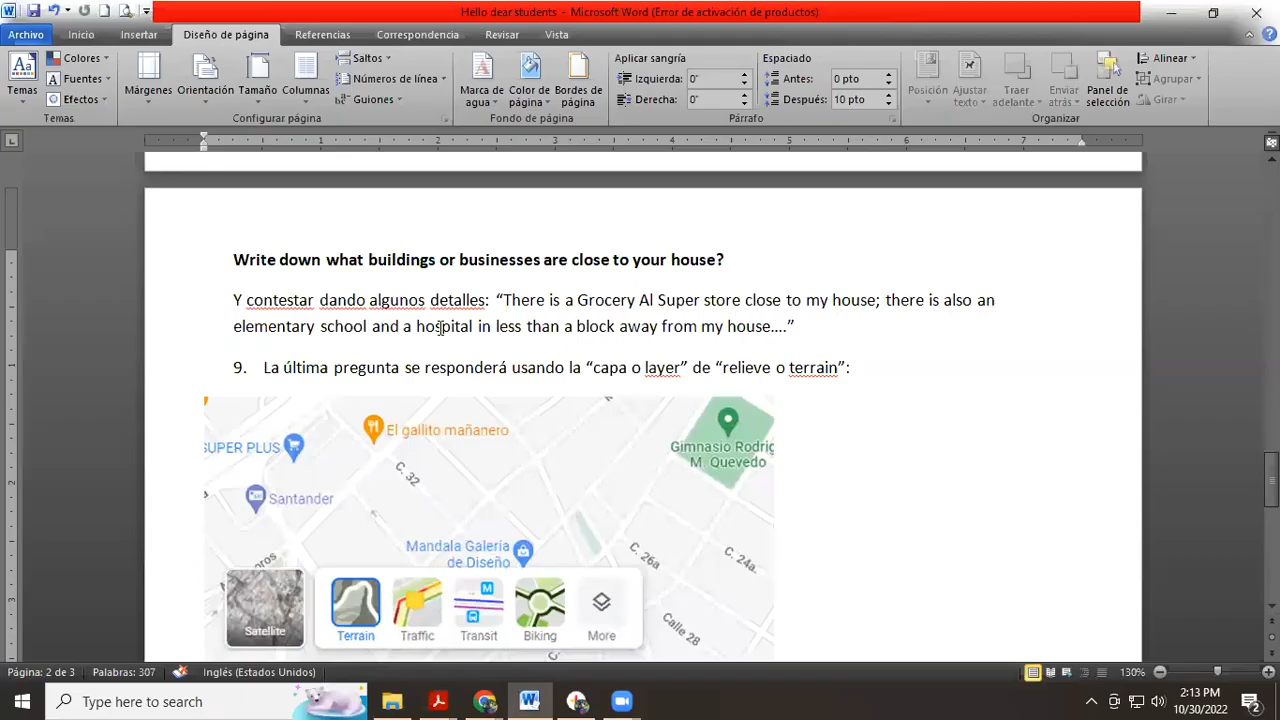 Hello dear students - Microsoft Word (Error de activación de productos)
Archivo Inicio Insertar Diseño de página Referencias Correspondencia Revisar Vista
Temas Colores Fuentes Efectos Temas
Márgenes Orientación Tamaño Columnas Saltos Números de línea Guiones Configurar página
Marca de agua Color de página Bordes de página Fondo de página
Aplicar sangría Izquierda: 0" Derecha: 0" Espaciado Antes: 0 pto Después: 10 pto Párrafo
Posición Ajustar texto Traer adelante Enviar atrás Panel de selección Alinear Agrupar Girar Organizar
1 2 3 4 5 6 7
Write down what buildings or businesses are close to your house?
Y contestar dando algunos detalles: “There is a Grocery Al Super store close to my house; there is also an
elementary school and a hospital in less than a block away from my house....”
9. La última pregunta se responderá usando la “capa o layer” de “relieve o terrain”:
El gallito mañanero
SUPER PLUS
Gimnasio Rodrig
M. Quevedo
C. 32
Santander
Mandala Galería
de Diseño
C. 26a
C. 24a.
Calle 28
Satellite
Terrain Traffic Transit Biking More
Página: 2 de 3 Palabras: 307 Inglés (Estados Unidos) 130%
Type here to search
2:13 PM
10/30/2022
2